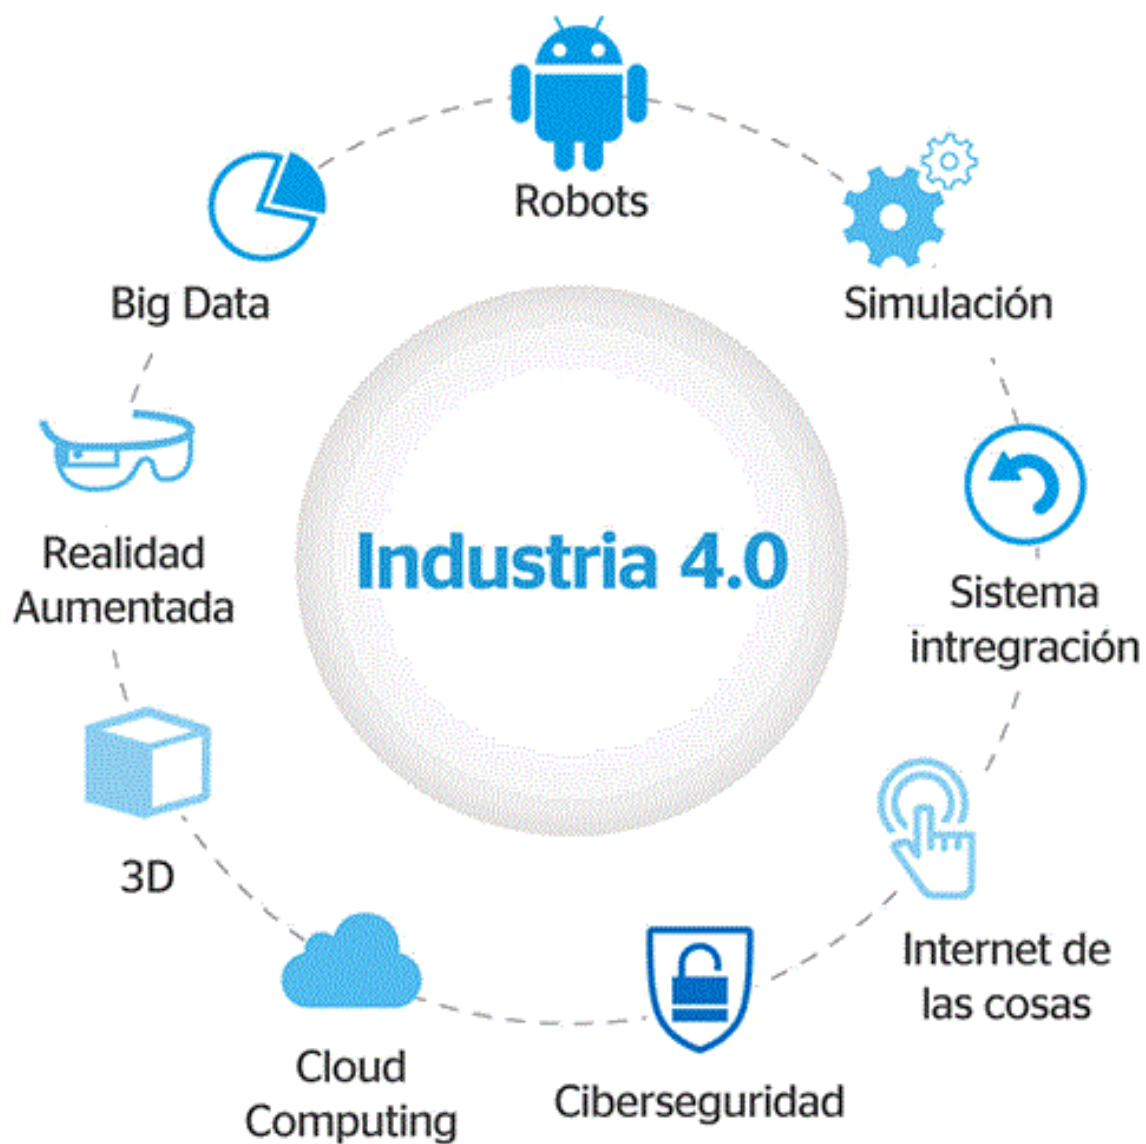 Robots
Big Data
Simulación
Realidad
Aumentada
Industria 4.0
Sistema
intregración
3D
Internet de
las cosas
Cloud
Computing
Ciberseguridad